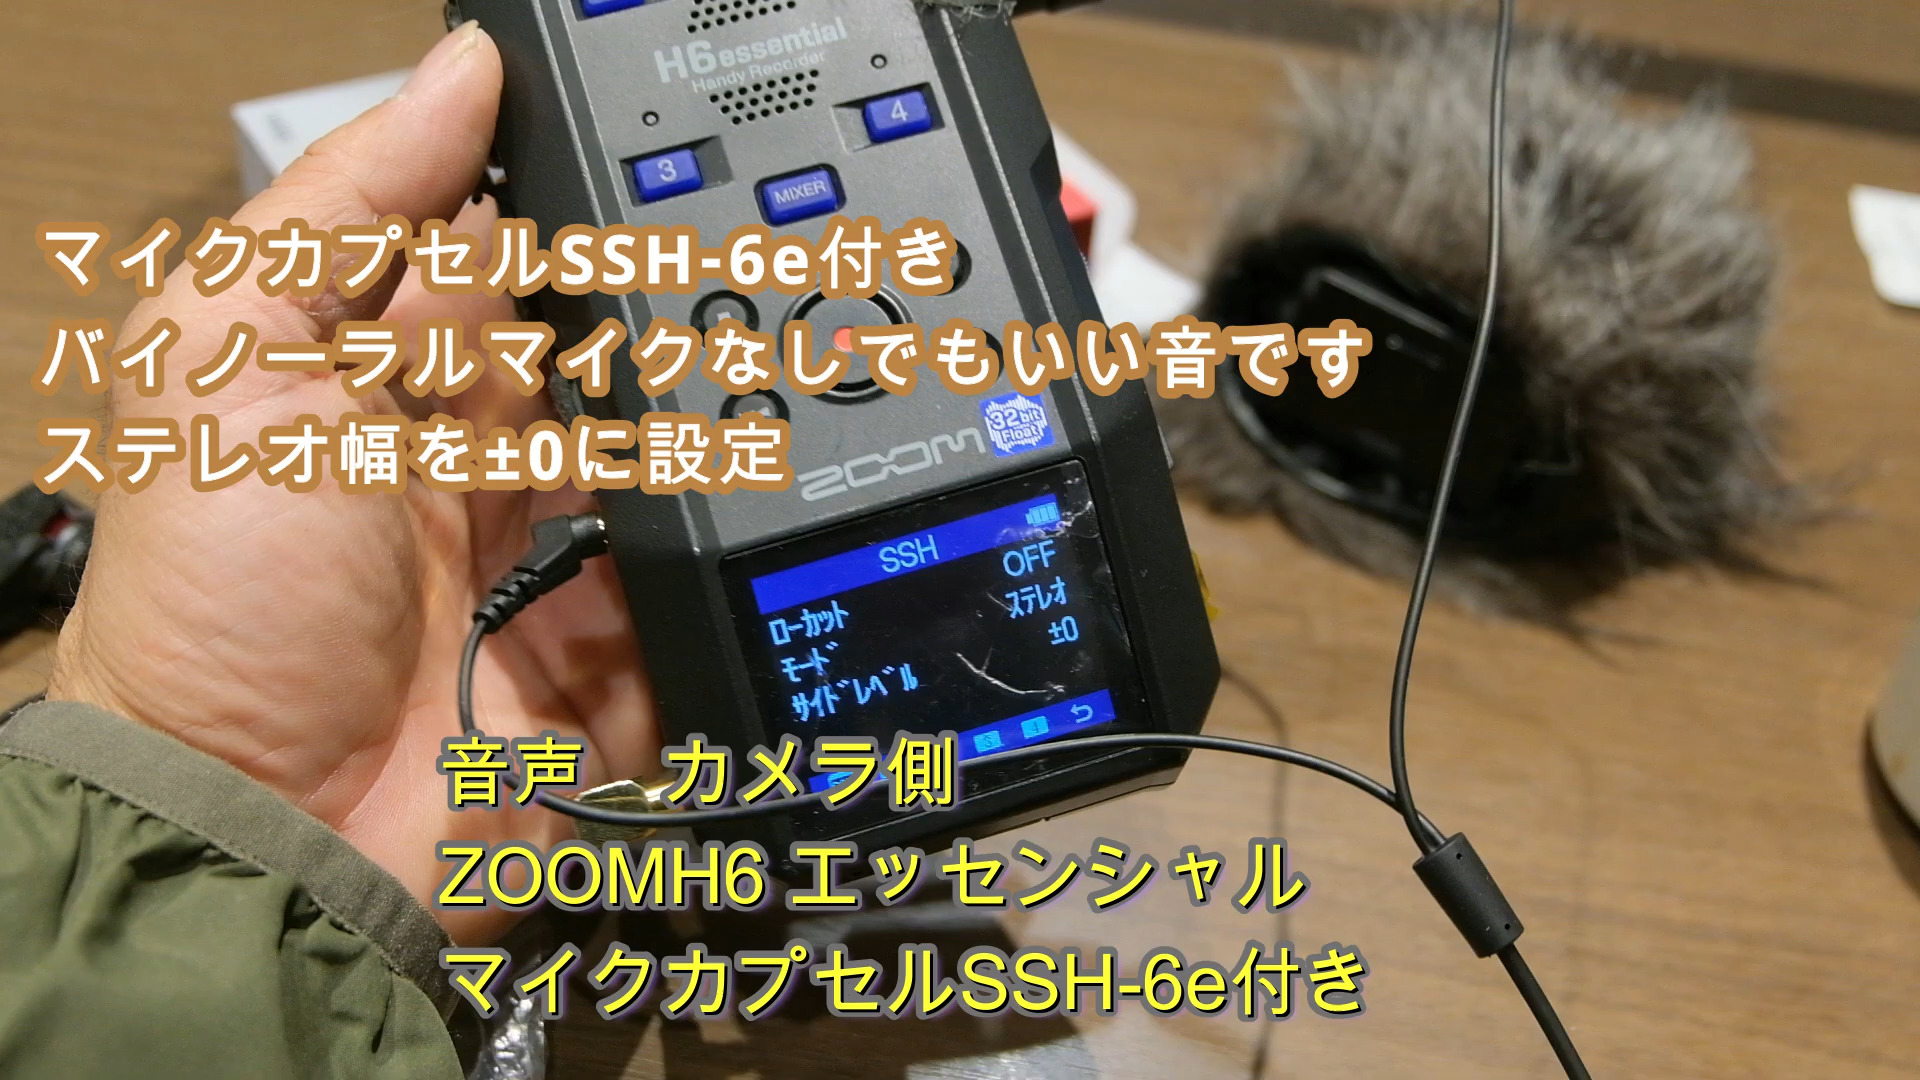 H6essential
Handy Recorder
4
3
MIXER
マイクカプセルSSH-6e付き
バイノーラルマイクなしでもいい音です
ステレオ幅を±0に設定
32bit
Float
ZOOM
SSH
ローカット OFF
モード ステレオ
サイドレベル ±0
音声　カメラ側
ZOOMH6 エッセンシャル
マイクカプセルSSH-6e付き